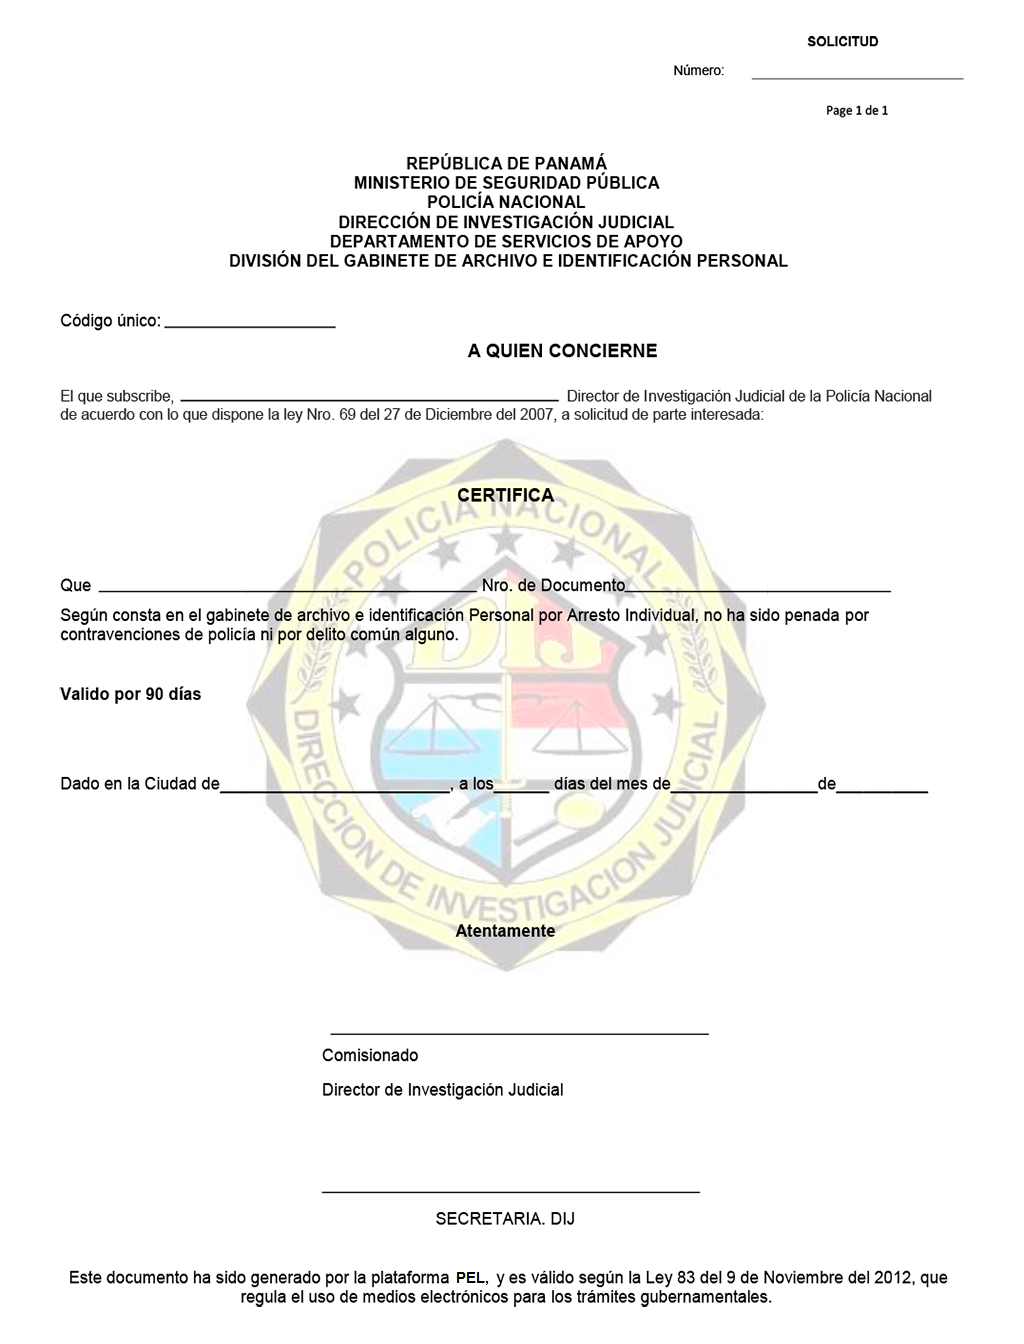 SOLICITUD
Número:
Page 1 de 1
REPÚBLICA DE PANAMÁ
MINISTERIO DE SEGURIDAD PÚBLICA
POLICÍA NACIONAL
DIRECCIÓN DE INVESTIGACIÓN JUDICIAL
DEPARTAMENTO DE SERVICIOS DE APOYO
DIVISIÓN DEL GABINETE DE ARCHIVO E IDENTIFICACIÓN PERSONAL
Código único: ___________________
A QUIEN CONCIERNE
El que subscribe, ___________________ Director de Investigación Judicial de la Policía Nacional
de acuerdo con lo que dispone la ley Nro. 69 del 27 de Diciembre del 2007, a solicitud de parte interesada:
CERTIFICA
POLICIA NACIONAL
Que ___________________ Nro. de Documento___________________
Según consta en el gabinete de archivo e identificación Personal por Arresto Individual, no ha sido penada por
contravenciones de policía ni por delito común alguno.
DIJ
Valido por 90 días
Dado en la Ciudad de___________________, a los______ días del mes de________________de__________
DIRECCION DE INVESTIGACION JUDICIAL
Atentamente
Comisionado
Director de Investigación Judicial
SECRETARIA. DIJ
Este documento ha sido generado por la plataforma PEL, y es válido según la Ley 83 del 9 de Noviembre del 2012, que
regula el uso de medios electrónicos para los trámites gubernamentales.